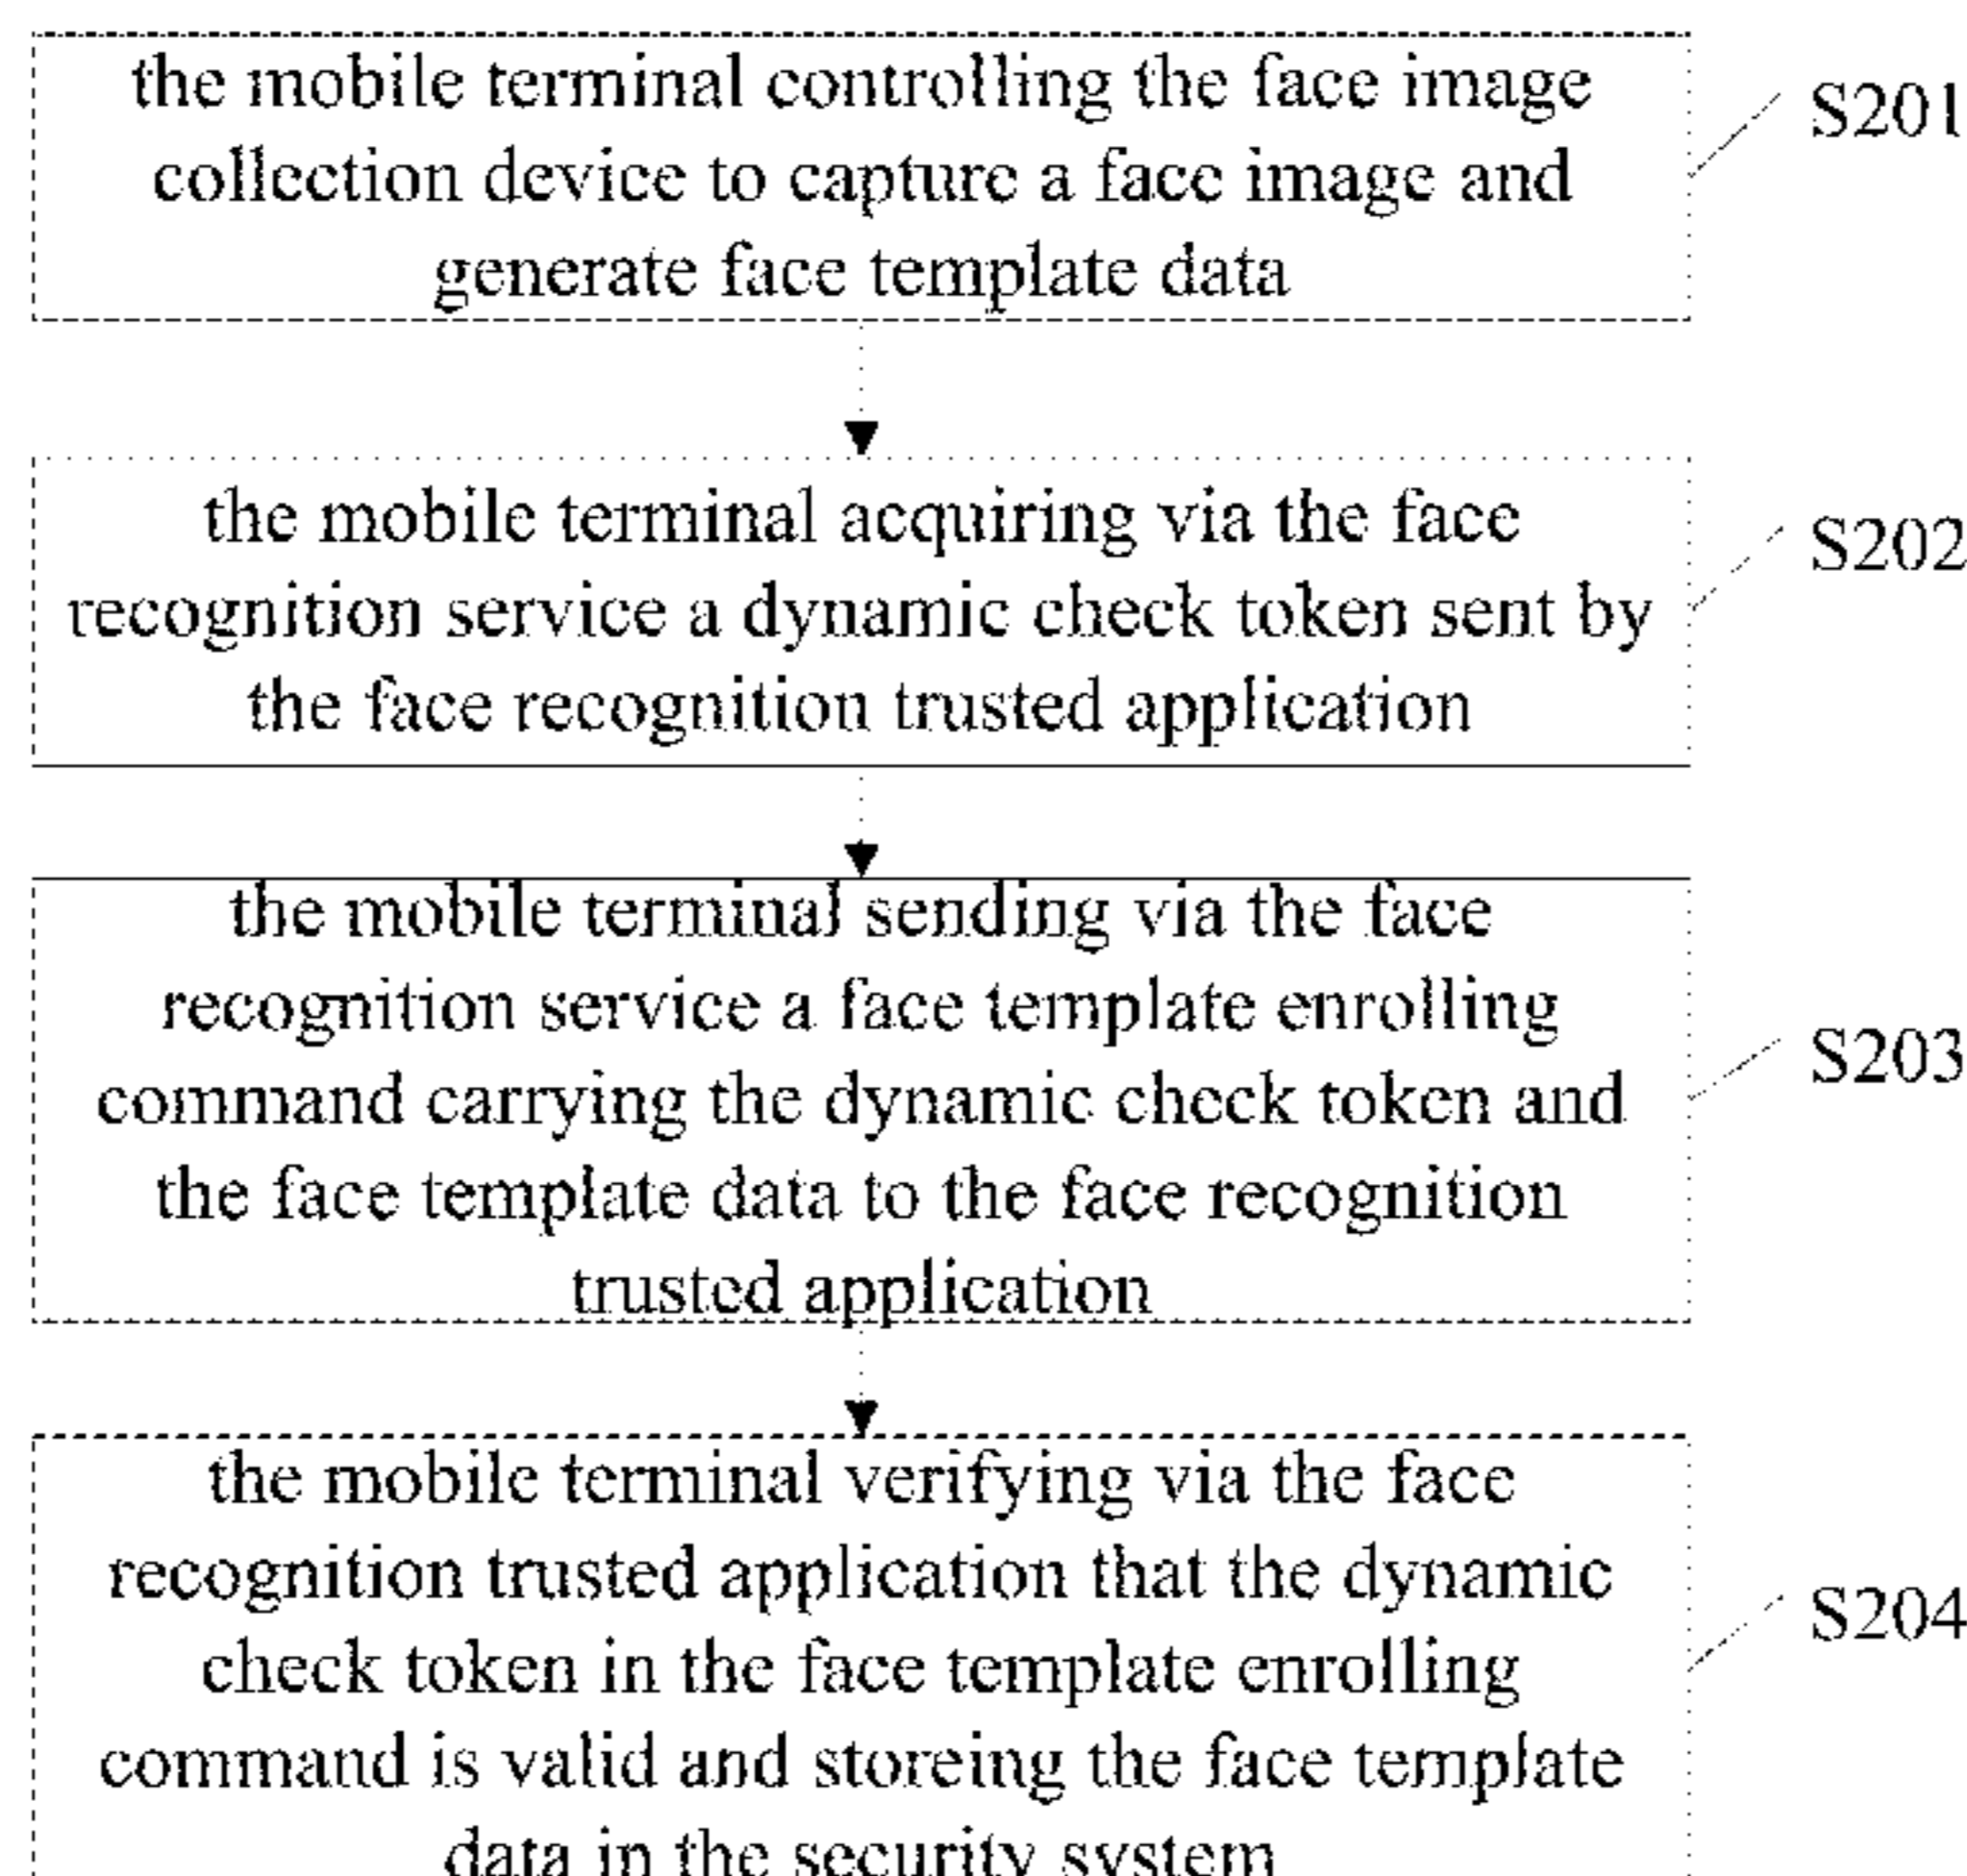 the mobile terminal controlling the face image
collection device to capture a face image and
generate face template data
S201
the mobile terminal acquiring via the face
recognition service a dynamic check token sent by
the face recognition trusted application
S202
the mobile terminal sending via the face
recognition service a face template enrolling
command carrying the dynamic check token and
the face template data to the face recognition
trusted application
S203
the mobile terminal verifying via the face
recognition trusted application that the dynamic
check token in the face template enrolling
command is valid and storeing the face template
data in the security system
S204